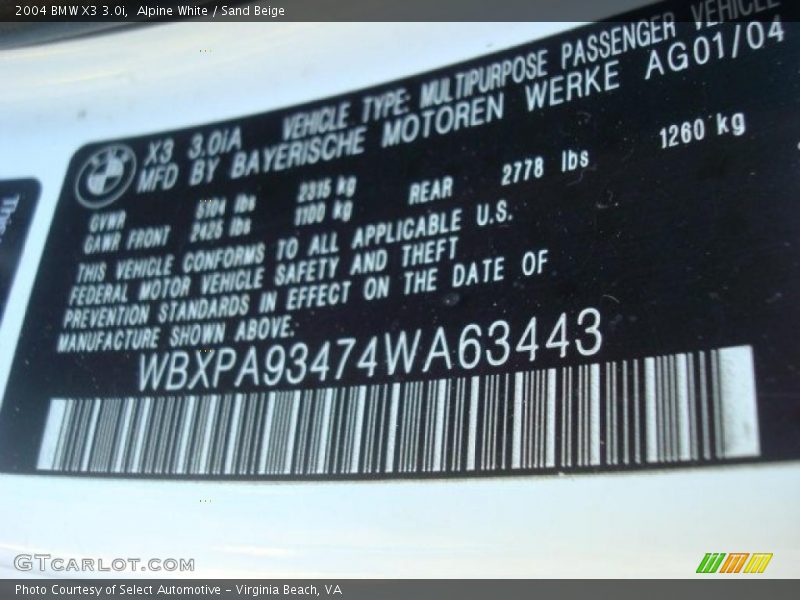 2004 BMW X3 3.0i, Alpine White / Sand Beige
BMW
X3 3.0iA VEHICLE TYPE: MULTIPURPOSE PASSENGER VEHICLE
MFD BY BAYERISCHE MOTOREN WERKE AG01/04
GVWR 5104 lbs 2315 kg
GAWR FRONT 2425 lbs 1100 kg REAR 2778 lbs 1260 kg
THIS VEHICLE CONFORMS TO ALL APPLICABLE U.S.
FEDERAL MOTOR VEHICLE SAFETY AND THEFT
PREVENTION STANDARDS IN EFFECT ON THE DATE OF
MANUFACTURE SHOWN ABOVE.
WBXPA93474WA63443
GTCARLOT.COM
Photo Courtesy of Select Automotive - Virginia Beach, VA